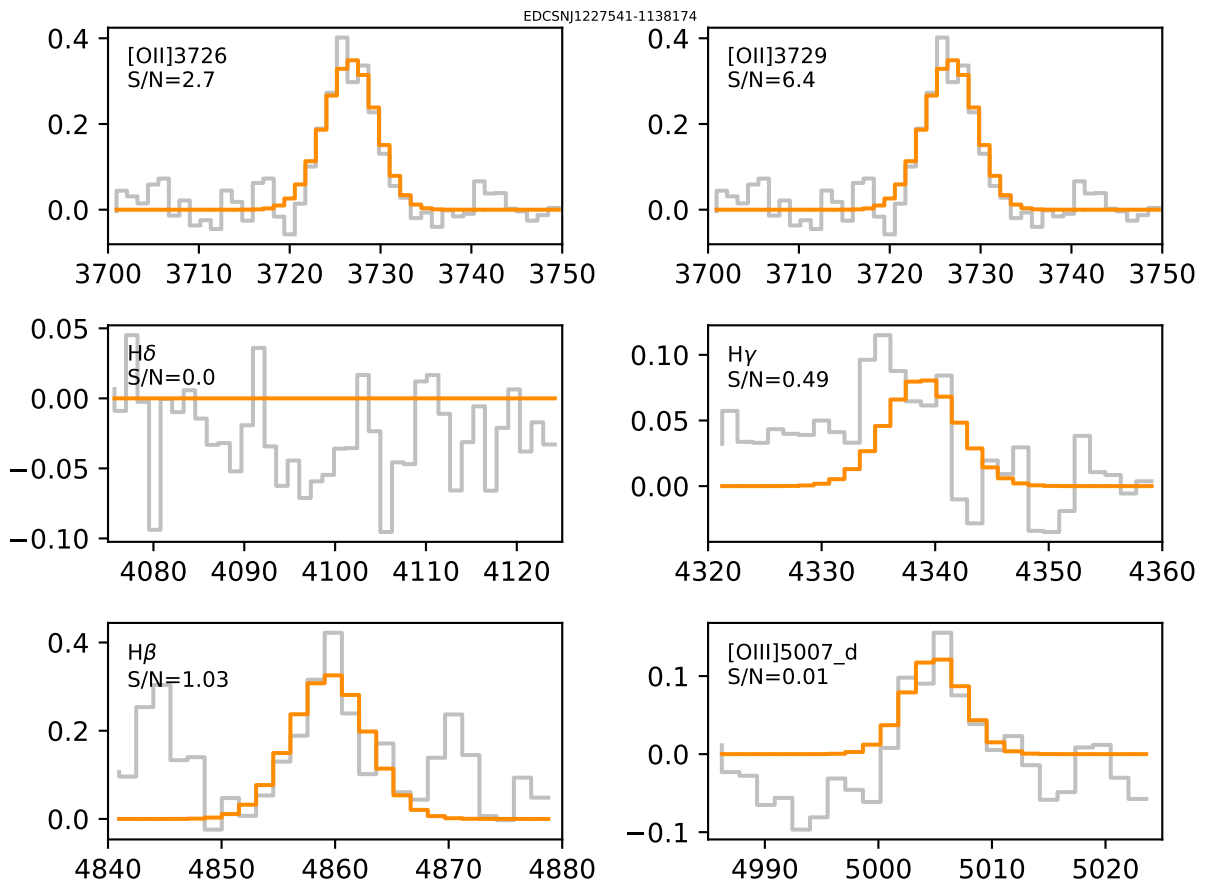 EDCSNJ1227541-1138174
[OII]3726
S/N=2.7
0.4
0.2
0.0
3700 3710 3720 3730 3740 3750
[OII]3729
S/N=6.4
0.4
0.2
0.0
3700 3710 3720 3730 3740 3750
Hδ
S/N=0.0
0.05
0.00
−0.05
−0.10
4080 4090 4100 4110 4120
Hγ
S/N=0.49
0.10
0.05
0.00
4320 4330 4340 4350 4360
Hβ
S/N=1.03
0.4
0.2
0.0
4840 4850 4860 4870 4880
[OIII]5007_d
S/N=0.01
0.1
0.0
−0.1
4990 5000 5010 5020